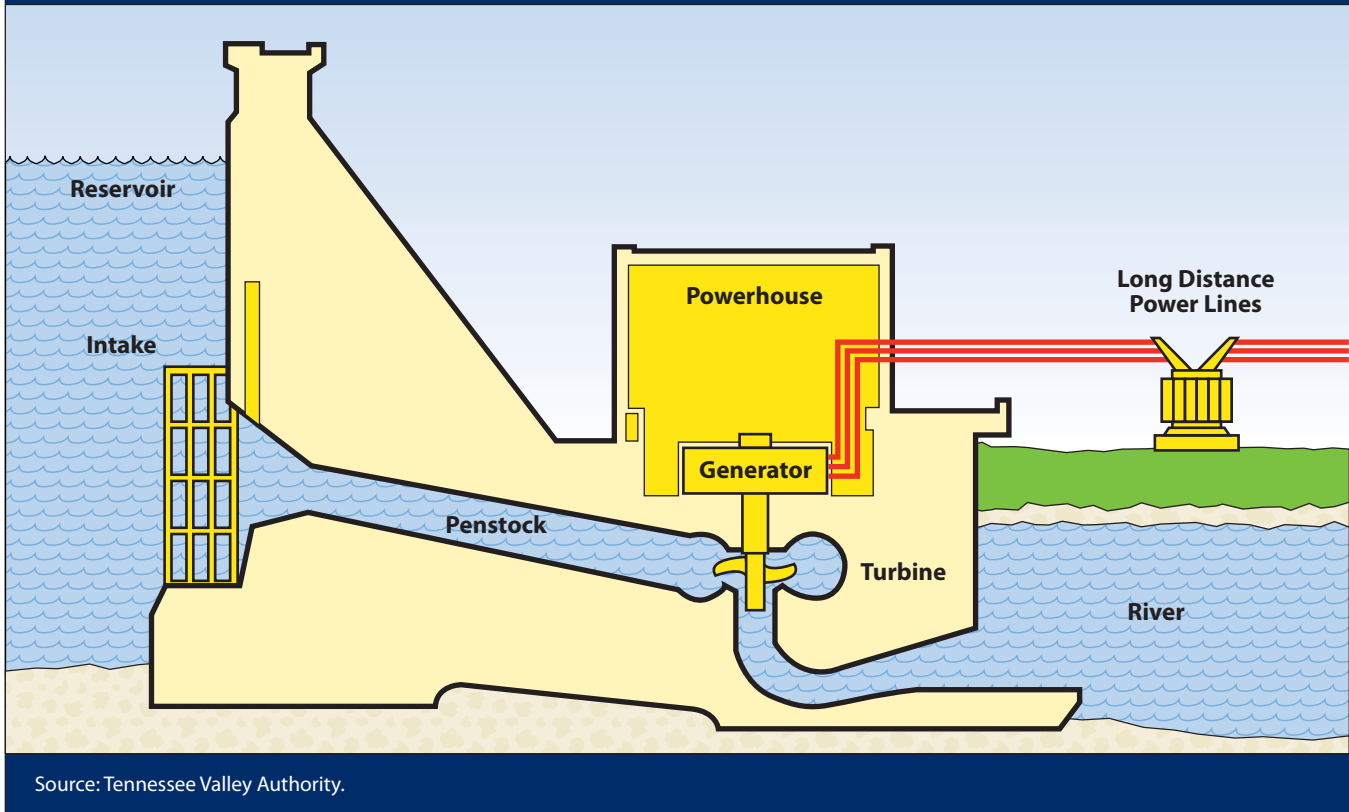 Reservoir
Intake
Powerhouse
Long Distance
Power Lines
Generator
Penstock
Turbine
River
Source: Tennessee Valley Authority.